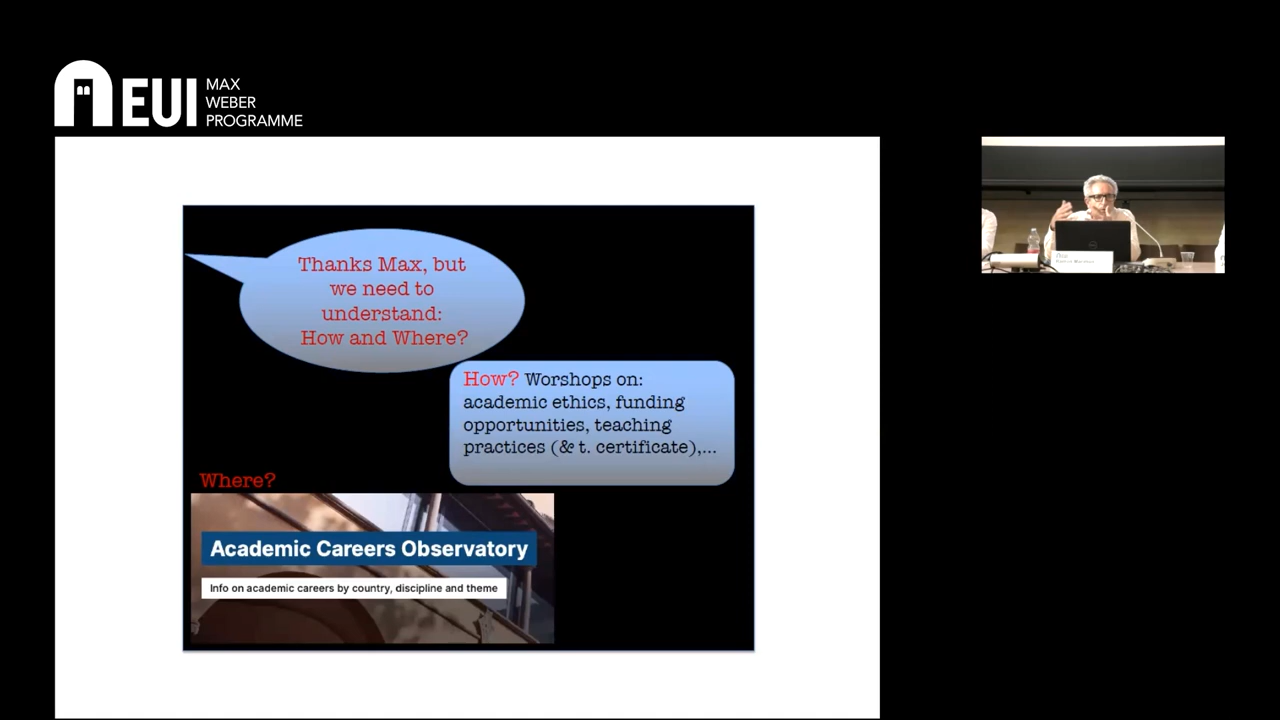 EUI
MAX
WEBER
PROGRAMME
Thanks Max, but
we need to
understand:
How and Where?
How? Worshops on:
academic ethics, funding
opportunities, teaching
practices (& t. certificate),...
Where?
Academic Careers Observatory
Info on academic careers by country, discipline and theme